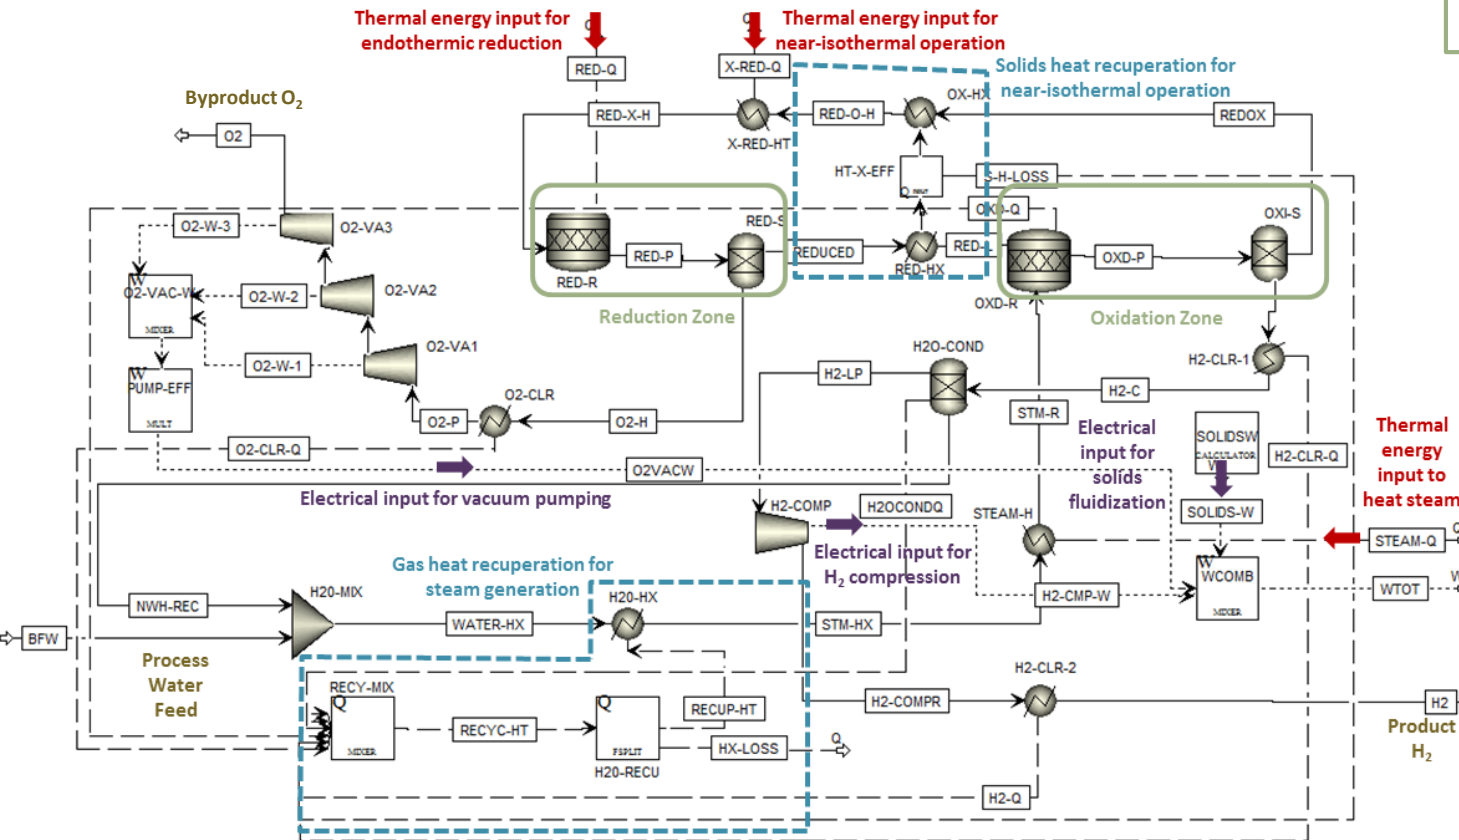 Thermal energy input for
endothermic reduction
Thermal energy input for
near-isothermal operation
Q
RED-Q
X-RED-Q
Solids heat recuperation for
near-isothermal operation
Byproduct O2
O2
RED-X-H
X-RED-HT
RED-O-H
OX-HX
REDOX
HT-X-EFF
Q
S-H-LOSS
O2-W-3
O2-VA3
RED-R
RED-P
RED-S
REDUCED
RED-HX
RED-
OXD-Q
OXD-R
OXD-P
OXI-S
Reduction Zone
Oxidation Zone
W
O2-VAC-W
MIXER
O2-W-2
O2-VA2
O2-W-1
O2-VA1
W
PUMP-EFF
MULT
O2-P
O2-CLR
O2-H
O2-CLR-Q
H2O-COND
H2-LP
H2-C
H2-CLR-1
STM-R
Electrical
input for
solids
fluidization
SOLIDSW
CALCULATOR
W
H2-CLR-Q
Thermal
energy
input to
heat steam
O2VACW
Electrical input for vacuum pumping
H2-COMP
H2OCONDQ
Electrical input for
H2 compression
STEAM-H
SOLIDS-W
STEAM-Q
W
WCOMB
MIXER
WTOT
H2-CMP-W
Gas heat recuperation for
steam generation
NWH-REC
H20-MIX
BFW
WATER-HX
H20-HX
STM-HX
Process
Water
Feed
RECY-MIX
Q
MIXER
RECYC-HT
Q
FSPLIT
H20-RECU
RECUP-HT
HX-LOSS
Q
H2-COMPR
H2-CLR-2
H2
Product
H2
H2-Q